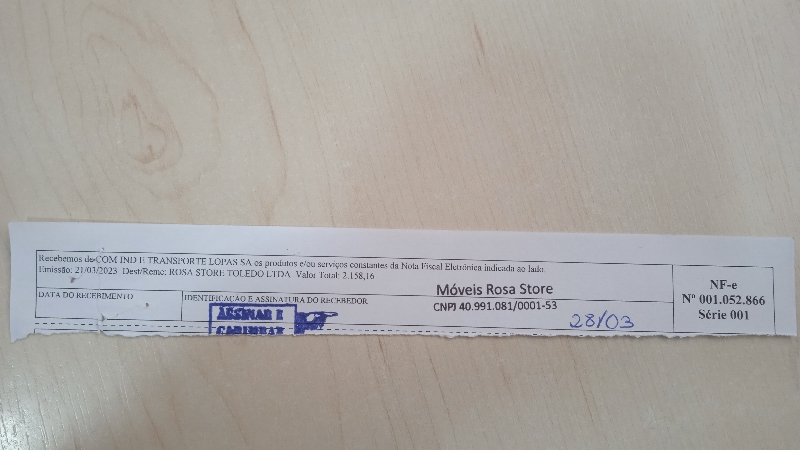 Recebemos de COM IND E TRANSPORTE LOPAS SA os produtos e/ou serviços constantes da Nota Fiscal Eletrônica indicada ao lado.
Emissão: 21/03/2023 Dest/Reme: ROSA STORE TOLEDO LTDA Valor Total: 2.158,16
DATA DO RECEBIMENTO
IDENTIFICAÇÃO E ASSINATURA DO RECEBEDOR
Móveis Rosa Store
CNPJ 40.991.081/0001-53
28/03
ASSINAR E
CARIMBAR
NF-e
Nº 001.052.866
Série 001